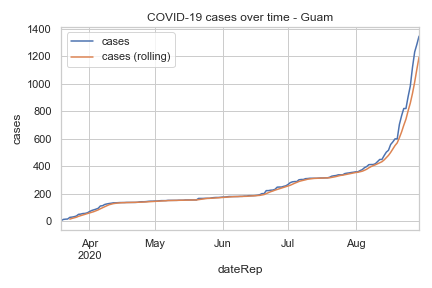 COVID-19 cases over time - Guam
cases
cases (rolling)
1400
1200
1000
800
600
400
200
0
cases
Apr
2020
May
Jun
Jul
Aug
dateRep